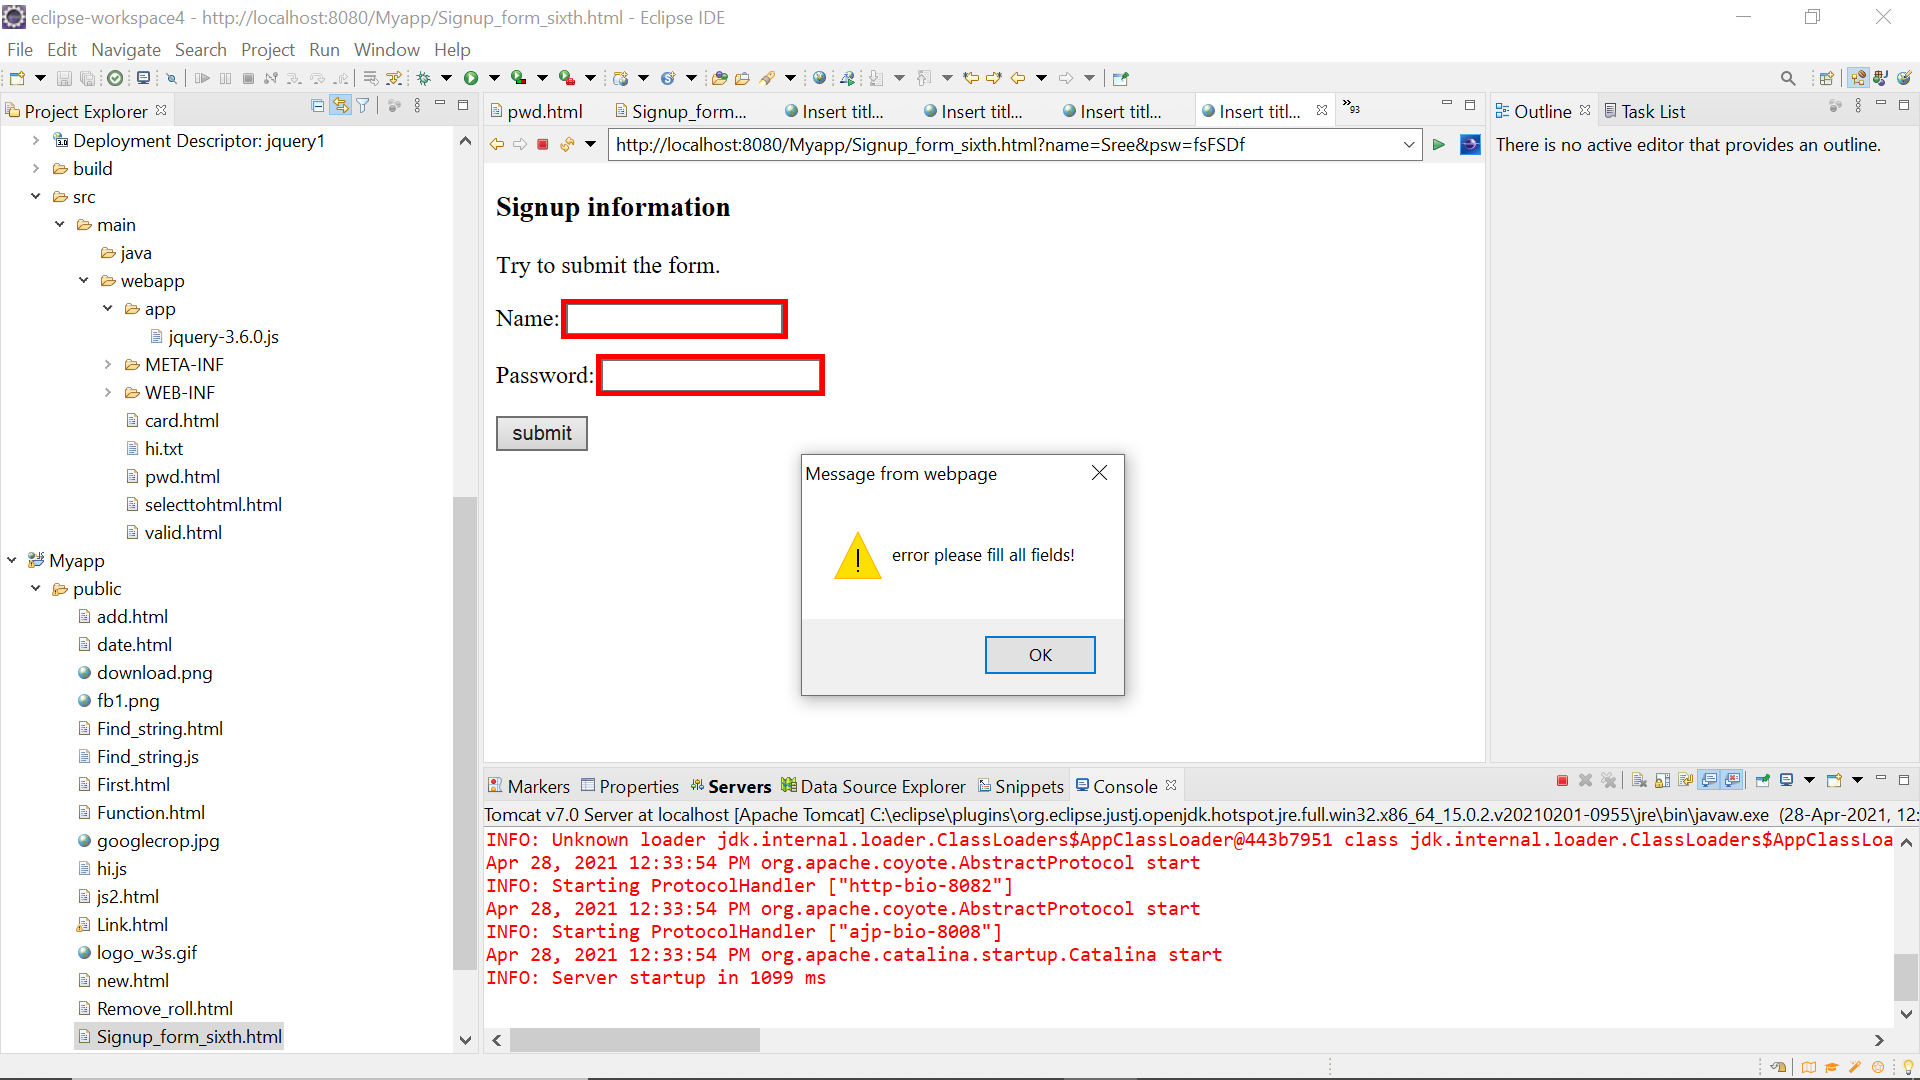 eclipse-workspace4 - http://localhost:8080/Myapp/Signup_form_sixth.html - Eclipse IDE
File Edit Navigate Search Project Run Window Help
Project Explorer
Deployment Descriptor: jquery1
build
src
main
java
webapp
app
jquery-3.6.0.js
META-INF
WEB-INF
card.html
hi.txt
pwd.html
selecttohtml.html
valid.html
Myapp
public
add.html
date.html
download.png
fb1.png
Find_string.html
Find_string.js
First.html
Function.html
googlecrop.jpg
hi.js
js2.html
Link.html
logo_w3s.gif
new.html
Remove_roll.html
Signup_form_sixth.html
pwd.html Signup_form... Insert titl... Insert titl... Insert titl... Insert titl... »93
http://localhost:8080/Myapp/Signup_form_sixth.html?name=Sree&psw=fsFSDf
Signup information
Try to submit the form.
Name:
Password:
submit
Message from webpage
error please fill all fields!
OK
Outline Task List
There is no active editor that provides an outline.
Markers Properties Servers Data Source Explorer Snippets Console
Tomcat v7.0 Server at localhost [Apache Tomcat] C:\eclipse\plugins\org.eclipse.justj.openjdk.hotspot.jre.full.win32.x86_64_15.0.2.v20210201-0955\jre\bin\javaw.exe (28-Apr-2021, 12:
INFO: Unknown loader jdk.internal.loader.ClassLoaders$AppClassLoader@443b7951 class jdk.internal.loader.ClassLoaders$AppClassLoa
Apr 28, 2021 12:33:54 PM org.apache.coyote.AbstractProtocol start
INFO: Starting ProtocolHandler ["http-bio-8082"]
Apr 28, 2021 12:33:54 PM org.apache.coyote.AbstractProtocol start
INFO: Starting ProtocolHandler ["ajp-bio-8008"]
Apr 28, 2021 12:33:54 PM org.apache.catalina.startup.Catalina start
INFO: Server startup in 1099 ms